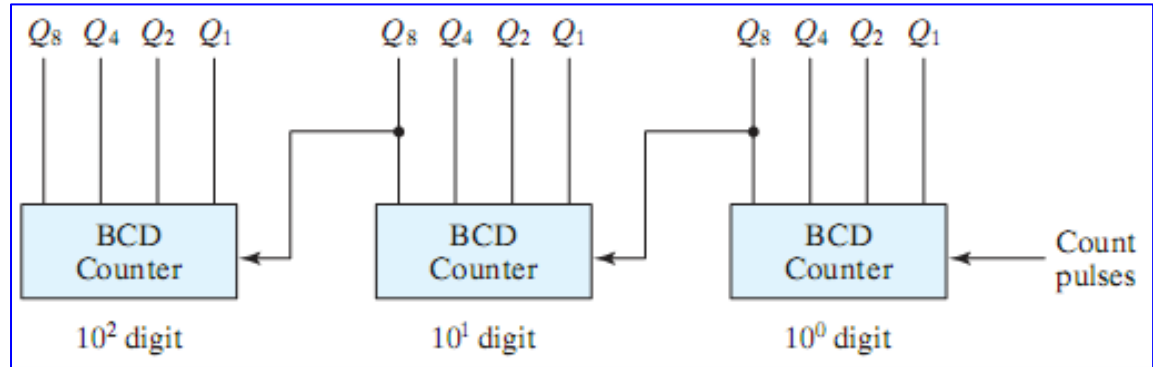 Q₈ Q₄ Q₂ Q₁ Q₈ Q₄ Q₂ Q₁ Q₈ Q₄ Q₂ Q₁
BCD
Counter
BCD
Counter
BCD
Counter
Count
pulses
10² digit
10¹ digit
10⁰ digit